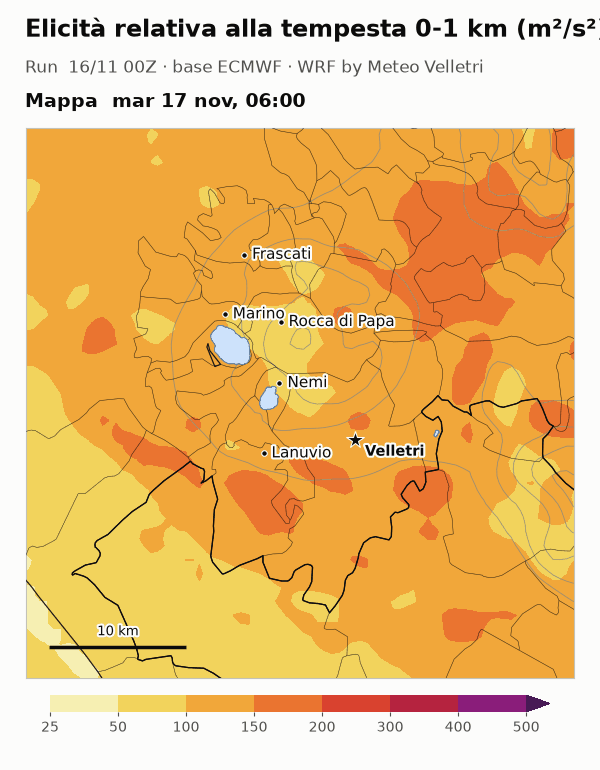 Elicità relativa alla tempesta 0-1 km (m²/s²)
Run  16/11 00Z · base ECMWF · WRF by Meteo Velletri
Mappa  mar 17 nov, 06:00
Frascati
Marino
Rocca di Papa
Nemi
Velletri
Lanuvio
10 km
25 50 100 150 200 300 400 500